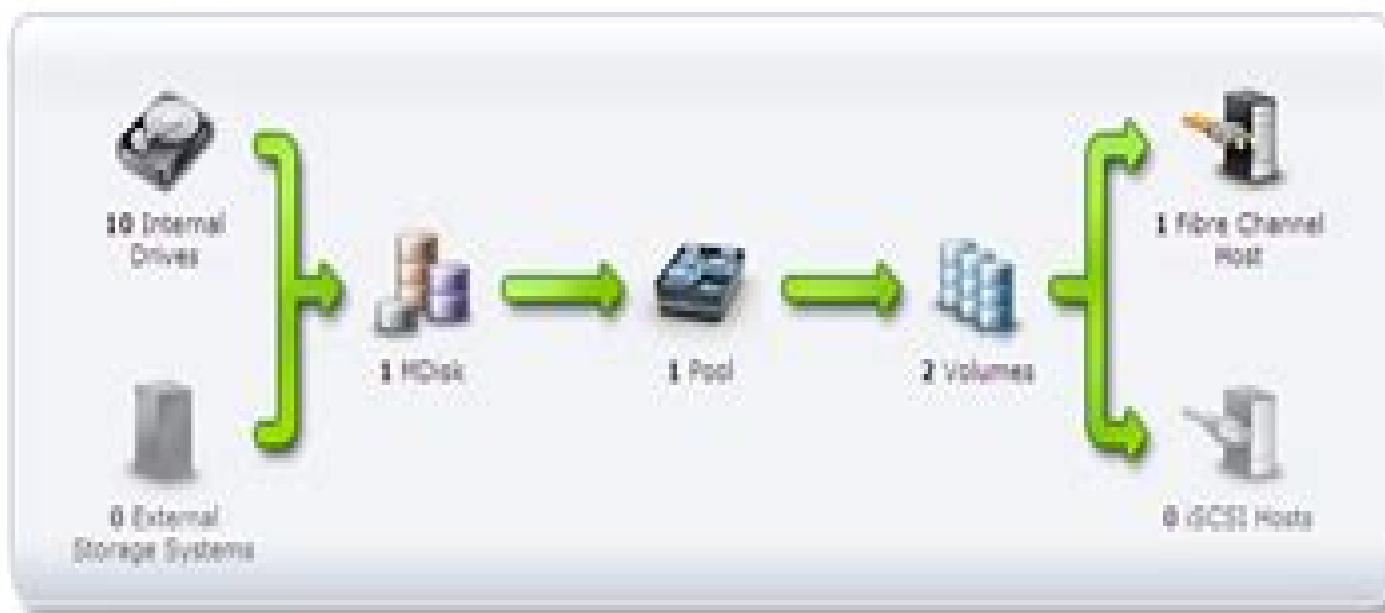 10 Internal
Drives
0 External
Storage Systems
1 MDisk
1 Pool
2 Volumes
1 Fibre Channel
Host
0 iSCSI Hosts